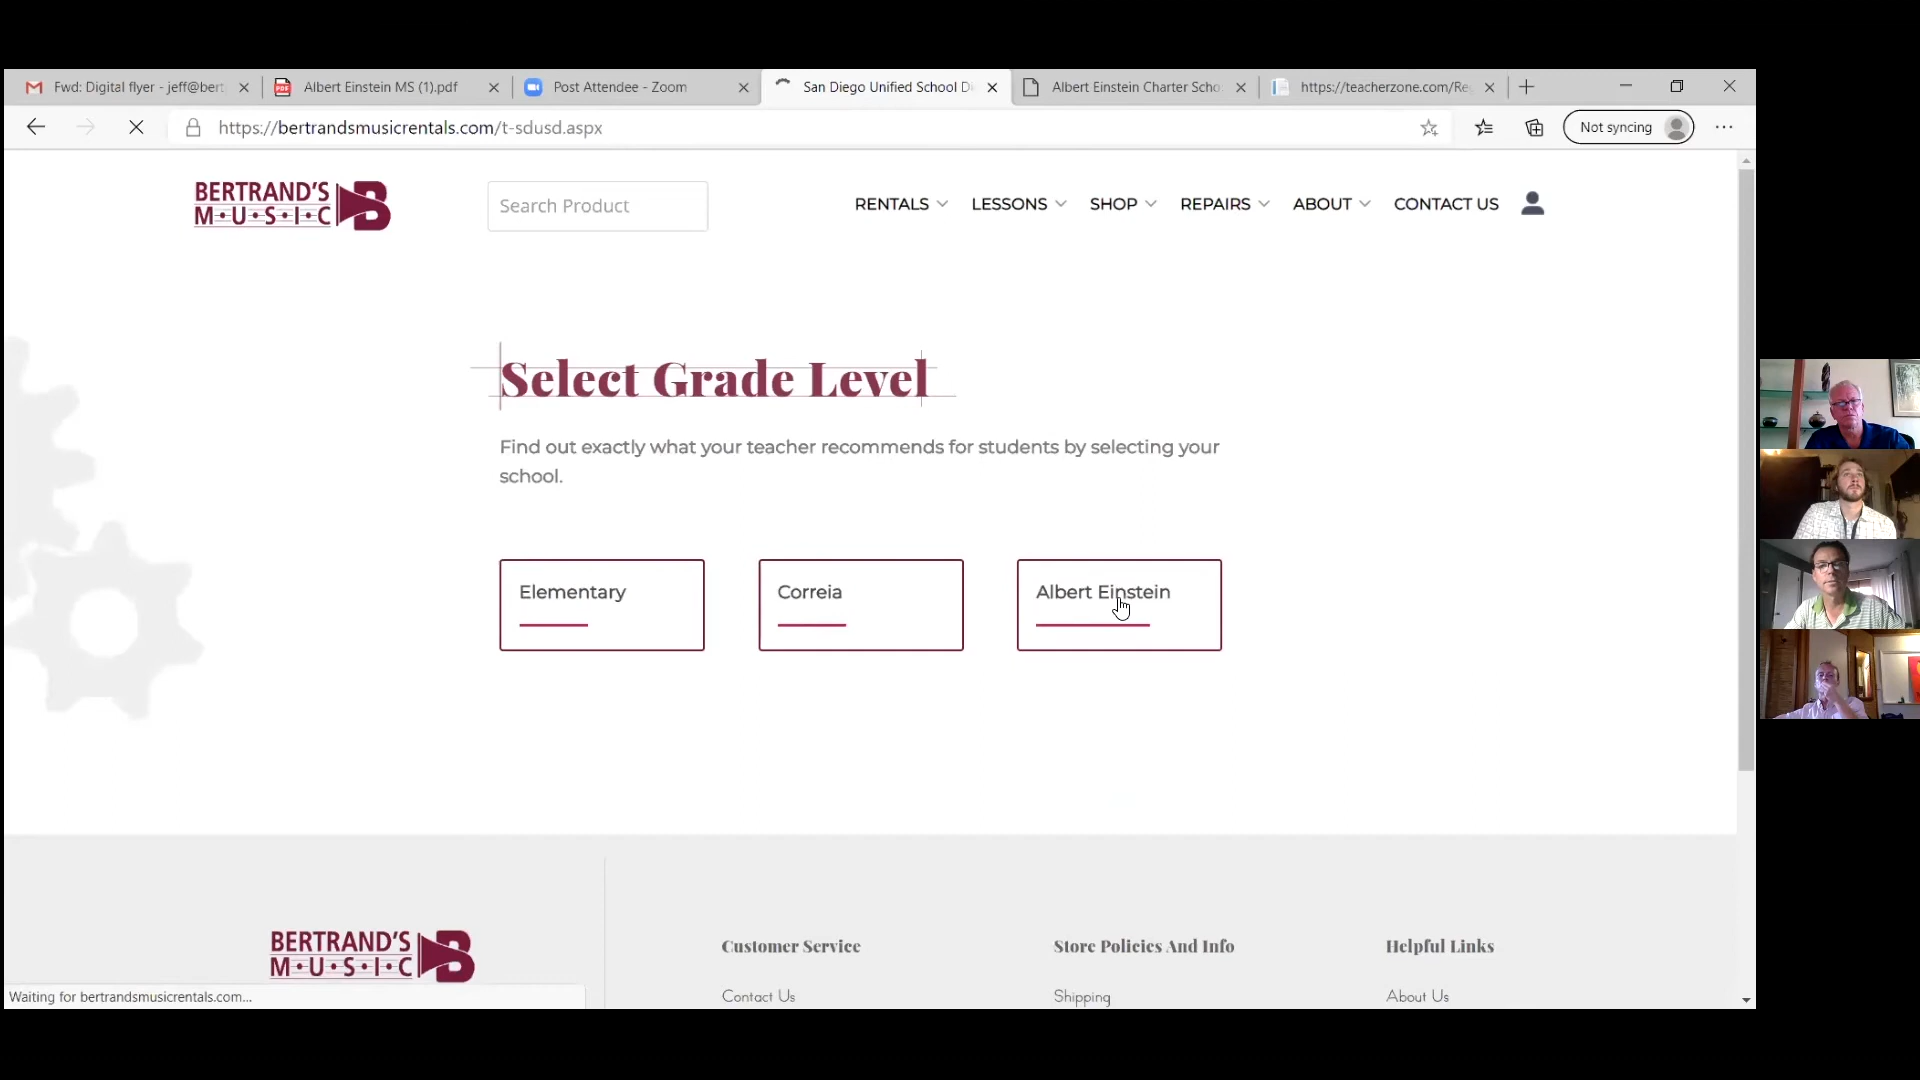 Fwd: Digital flyer - jeff@bert
Albert Einstein MS (1).pdf
Post Attendee - Zoom
San Diego Unified School Di
Albert Einstein Charter Scho
https://teacherzone.com/Re
https://bertrandsmusicrentals.com/t-sdusd.aspx
Not syncing
BERTRAND'S
M·U·S·I·C
B
Search Product
RENTALS
LESSONS
SHOP
REPAIRS
ABOUT
CONTACT US
Select Grade Level
Find out exactly what your teacher recommends for students by selecting your
school.
Elementary
Correia
Albert Einstein
BERTRAND'S
M·U·S·I·C
B
Customer Service
Store Policies And Info
Helpful Links
Contact Us
Shipping
About Us
Waiting for bertrandsmusicrentals.com...